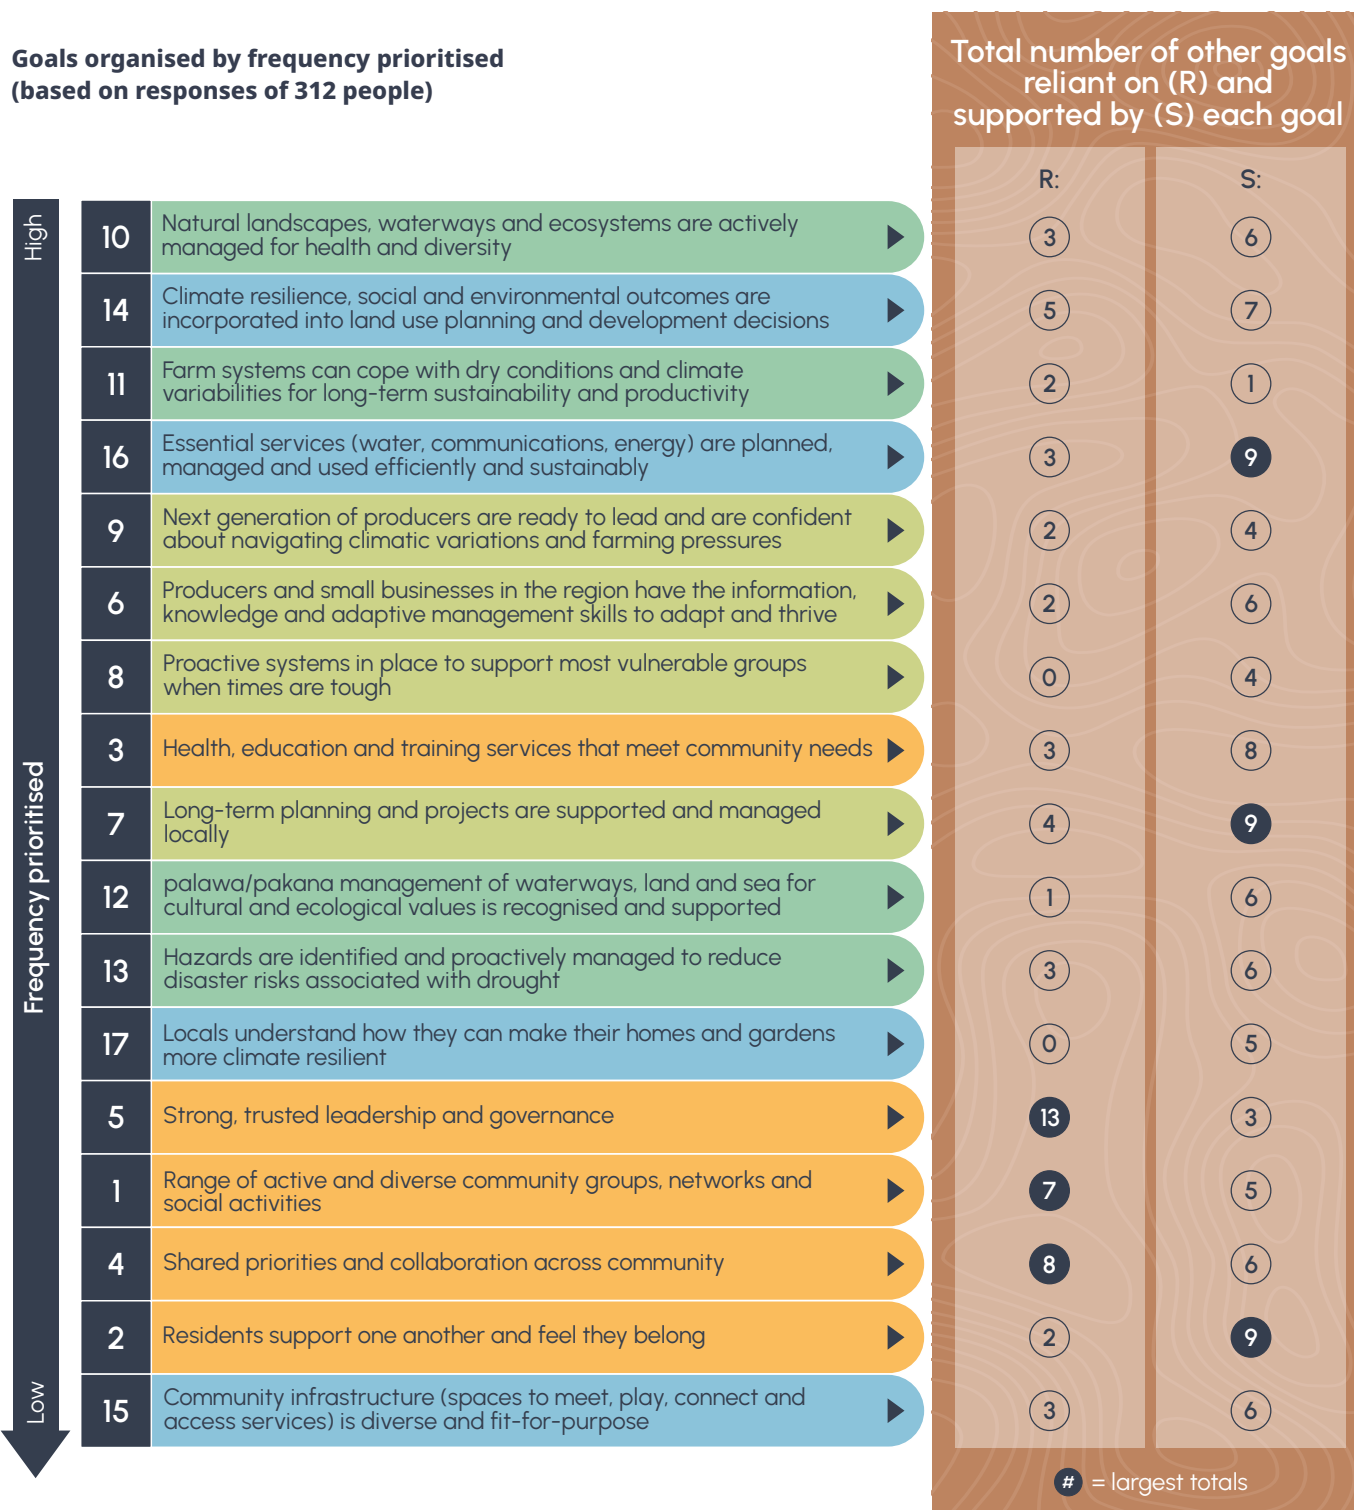 Goals organised by frequency prioritised
(based on responses of 312 people)
Total number of other goals
reliant on (R) and
supported by (S) each goal
R:
S:
High
10
Natural landscapes, waterways and ecosystems are actively
managed for health and diversity
3
6
14
Climate resilience, social and environmental outcomes are
incorporated into land use planning and development decisions
5
7
11
Farm systems can cope with dry conditions and climate
variabilities for long-term sustainability and productivity
2
1
16
Essential services (water, communications, energy) are planned,
managed and used efficiently and sustainably
3
9
9
Next generation of producers are ready to lead and are confident
about navigating climatic variations and farming pressures
2
4
6
Producers and small businesses in the region have the information,
knowledge and adaptive management skills to adapt and thrive
2
6
8
Proactive systems in place to support most vulnerable groups
when times are tough
0
4
3
Health, education and training services that meet community needs
3
8
Frequency prioritised
7
Long-term planning and projects are supported and managed
locally
4
9
12
palawa/pakana management of waterways, land and sea for
cultural and ecological values is recognised and supported
1
6
13
Hazards are identified and proactively managed to reduce
disaster risks associated with drought
3
6
17
Locals understand how they can make their homes and gardens
more climate resilient
0
5
5
Strong, trusted leadership and governance
13
3
1
Range of active and diverse community groups, networks and
social activities
7
5
4
Shared priorities and collaboration across community
8
6
2
Residents support one another and feel they belong
2
9
Low
15
Community infrastructure (spaces to meet, play, connect and
access services) is diverse and fit-for-purpose
3
6
# = largest totals